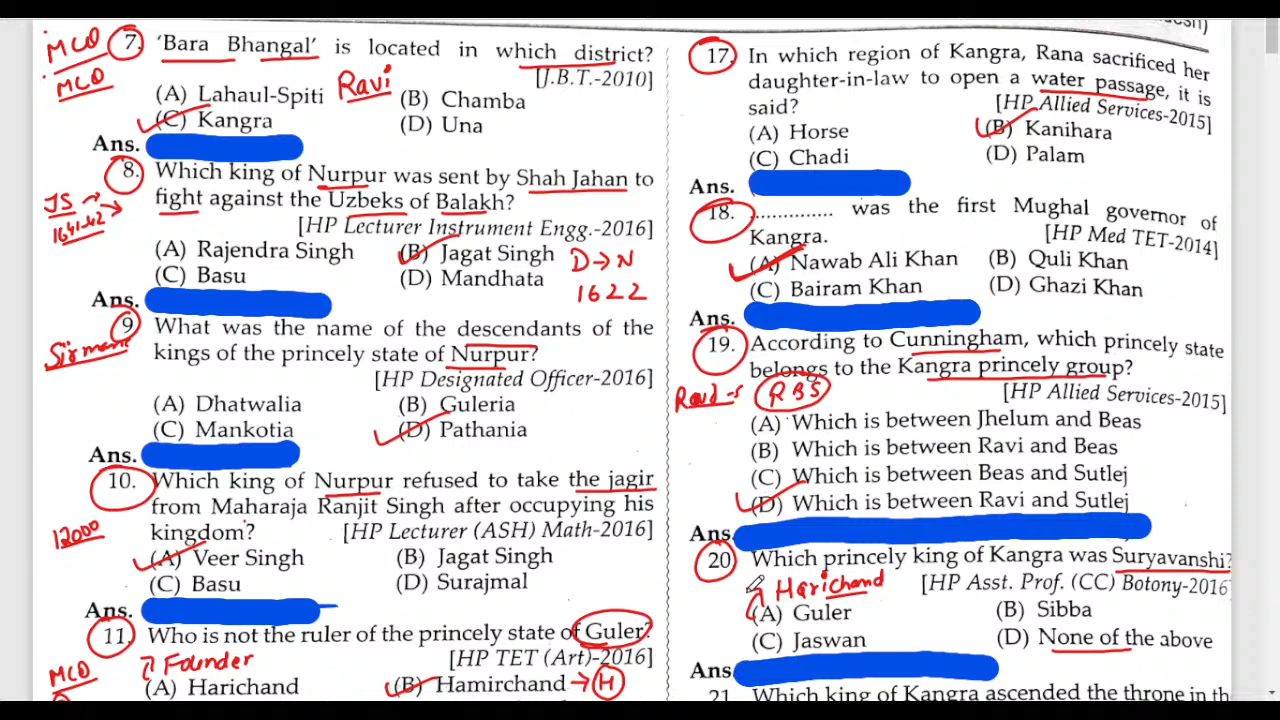 desh)
MCQ
MCQ
7. 'Bara Bhangal' is located in which district?
[J.B.T.-2010]
Ravi
(A) Lahaul-Spiti (B) Chamba
(C) Kangra (D) Una
Ans.
8. Which king of Nurpur was sent by Shah Jahan to
fight against the Uzbeks of Balakh?
JS →
1641-42 →
[HP Lecturer Instrument Engg.-2016]
(A) Rajendra Singh (B) Jagat Singh
D → N
(C) Basu (D) Mandhata
1622
Ans.
9. What was the name of the descendants of the
kings of the princely state of Nurpur?
[HP Designated Officer-2016]
(A) Dhatwalia (B) Guleria
(C) Mankotia (D) Pathania
Ans.
10. Which king of Nurpur refused to take the jagir
from Maharaja Ranjit Singh after occupying his
kingdom? [HP Lecturer (ASH) Math-2016]
12000
(A) Veer Singh (B) Jagat Singh
(C) Basu (D) Surajmal
Ans.
11. Who is not the ruler of the princely state of Guler?
Founder
[HP TET (Art)-2016]
MCQ
(A) Harichand (B) Hamirchand → H
17. In which region of Kangra, Rana sacrificed her
daughter-in-law to open a water passage, it is
said? [HP Allied Services-2015]
(A) Horse (B) Kanihara
(C) Chadi (D) Palam
Ans.
18. .............. was the first Mughal governor of
Kangra. [HP Med TET-2014]
(A) Nawab Ali Khan (B) Quli Khan
(C) Bairam Khan (D) Ghazi Khan
Ans.
19. According to Cunningham, which princely state
belongs to the Kangra princely group?
RBS
[HP Allied Services-2015]
(A) Which is between Jhelum and Beas
(B) Which is between Ravi and Beas
(C) Which is between Beas and Sutlej
(D) Which is between Ravi and Sutlej
Ans.
20. Which princely king of Kangra was Suryavanshi?
Harichand
[HP Asst. Prof. (CC) Botony-2016
(A) Guler (B) Sibba
(C) Jaswan (D) None of the above
Ans
21. Which king of Kangra ascended the throne in th